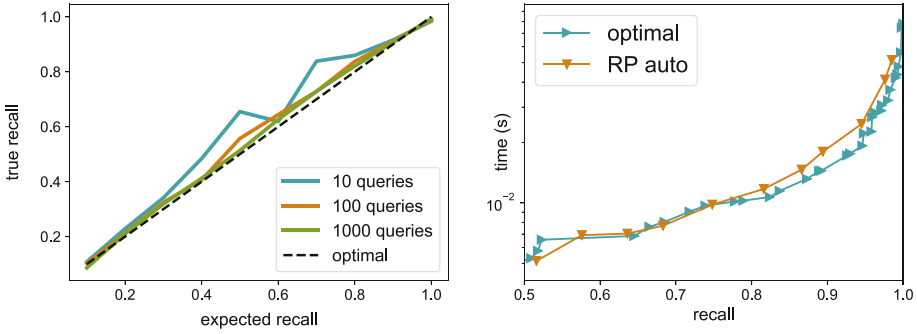 1.0
0.8
0.6
0.4
0.2
true recall
10 queries
100 queries
1000 queries
optimal
0.2 0.4 0.6 0.8 1.0
expected recall
optimal
RP auto
time (s)
10⁻²
0.5 0.6 0.7 0.8 0.9 1.0
recall